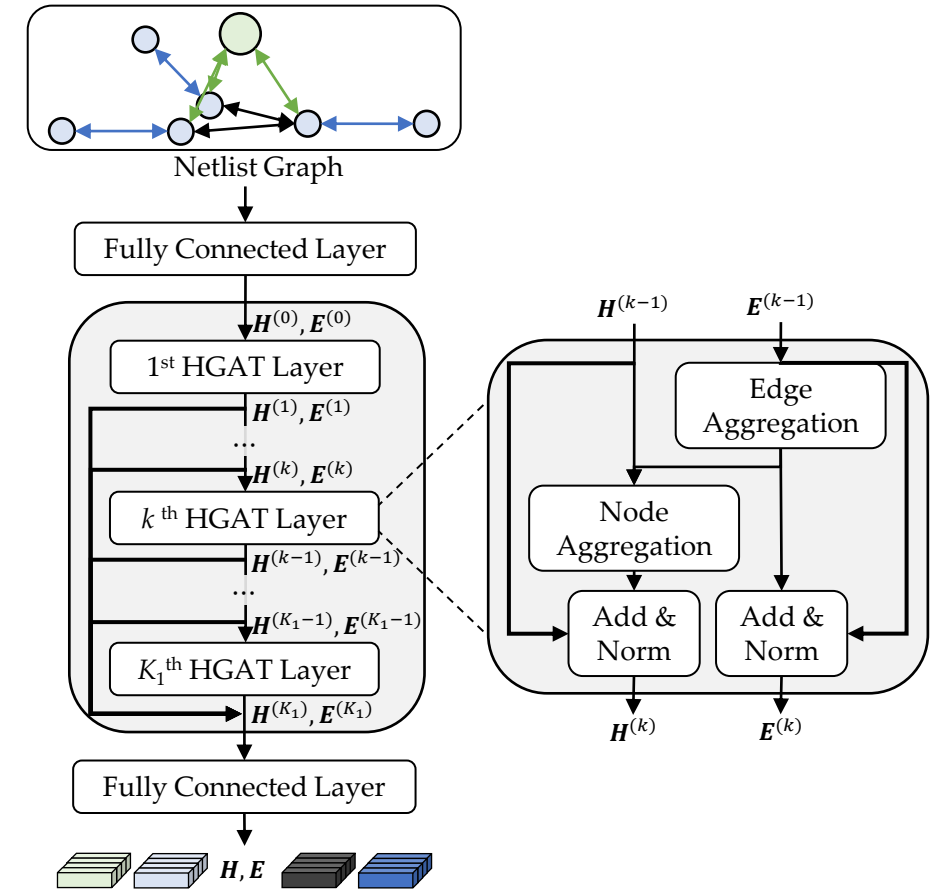 Netlist Graph
Fully Connected Layer
H^(0), E^(0)
1st HGAT Layer
H^(1), E^(1)
...
H^(k), E^(k)
k th HGAT Layer
H^(k−1), E^(k−1)
...
H^(K₁−1), E^(K₁−1)
K₁th HGAT Layer
H^(K₁), E^(K₁)
Fully Connected Layer
H, E
H^(k−1)
E^(k−1)
Edge
Aggregation
Node
Aggregation
Add &
Norm
Add &
Norm
H^(k)
E^(k)